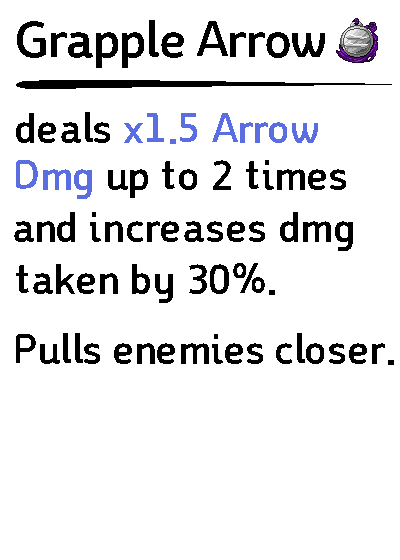 Grapple Arrow
deals x1.5 Arrow
Dmg up to 2 times
and increases dmg
taken by 30%.
Pulls enemies closer.